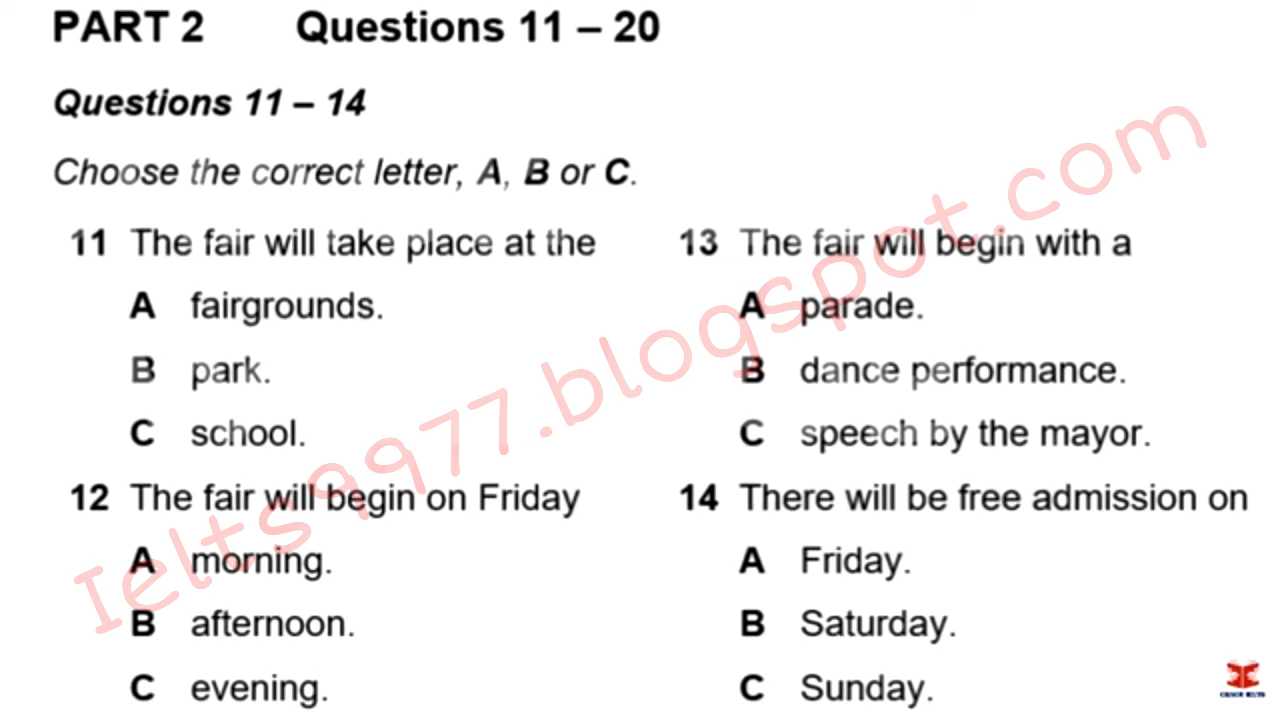 PART 2 Questions 11 – 20
Questions 11 – 14
Choose the correct letter, A, B or C.
11 The fair will take place at the
A fairgrounds.
B park.
C school.
12 The fair will begin on Friday
A morning.
B afternoon.
C evening.
13 The fair will begin with a
A parade.
B dance performance.
C speech by the mayor.
14 There will be free admission on
A Friday.
B Saturday.
C Sunday.
Ielts9977.blogspot.com